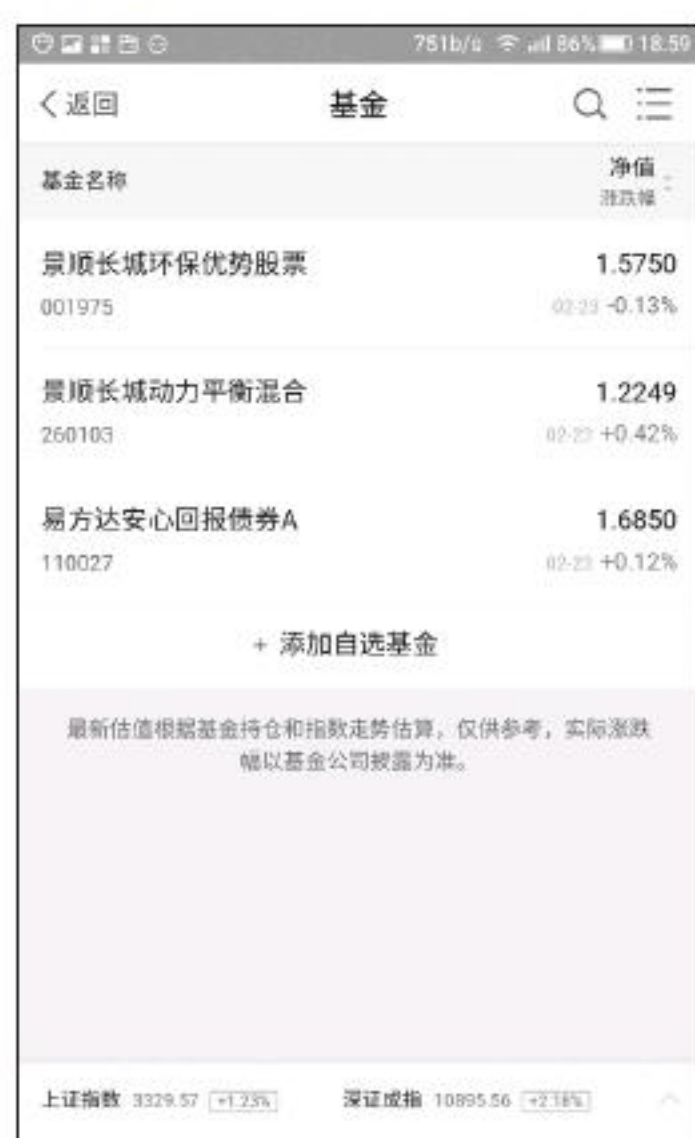 751b/s 86% 18:59
返回 基金
基金名称 净值
涨跌幅
景顺长城环保优势股票 1.5750
001975 02-23 -0.13%
景顺长城动力平衡混合 1.2249
260103 02-23 +0.42%
易方达安心回报债券A 1.6850
110027 02-23 +0.12%
+ 添加自选基金
最新估值根据基金持仓和指数走势估算，仅供参考，实际涨跌
幅以基金公司披露为准。
上证指数 3329.57 +1.23% 深证成指 10895.56 +2.18%